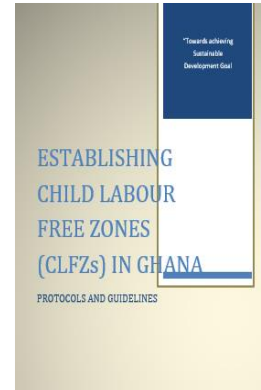 "Towards achieving
Sustainable
Development Goal
ESTABLISHING
CHILD LABOUR
FREE ZONES
(CLFZs) IN GHANA
PROTOCOLS AND GUIDELINES